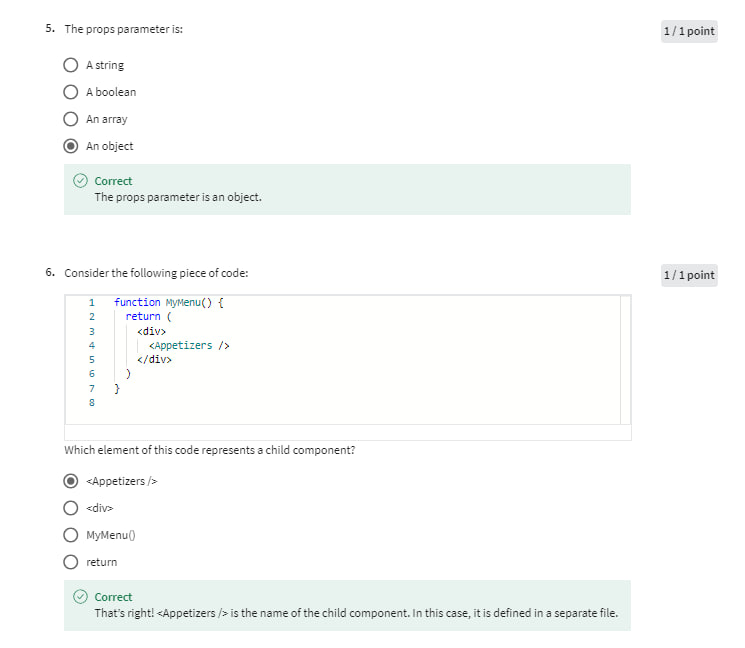 5. The props parameter is:
1 / 1 point
A string
A boolean
An array
An object
Correct
The props parameter is an object.
6. Consider the following piece of code:
1 / 1 point
1 function MyMenu() {
2 return (
3 <div>
4 <Appetizers />
5 </div>
6 )
7 }
8
Which element of this code represents a child component?
<Appetizers />
<div>
MyMenu()
return
Correct
That's right! <Appetizers /> is the name of the child component. In this case, it is defined in a separate file.